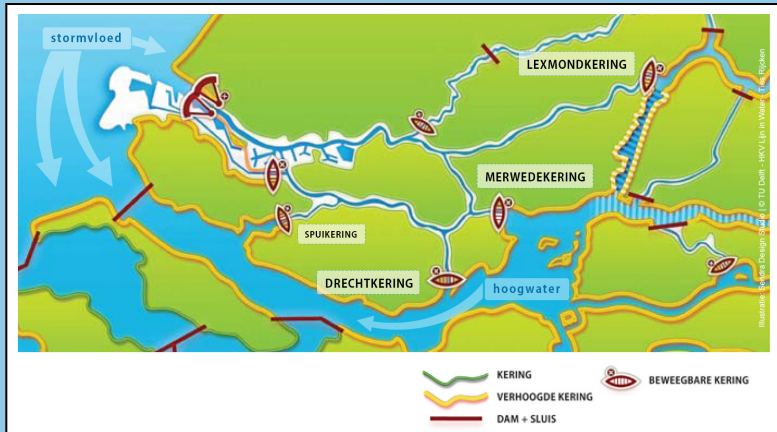 stormvloed
LEXMONDKERING
MERWEDEKERING
SPUIKERING
DRECHTKERING
hoogwater
Illustratie: Sendra Design Studio | © TU Delft - HKV Lijn in Water - Ties Rijcken
KERING
BEWEEGBARE KERING
VERHOOGDE KERING
DAM + SLUIS